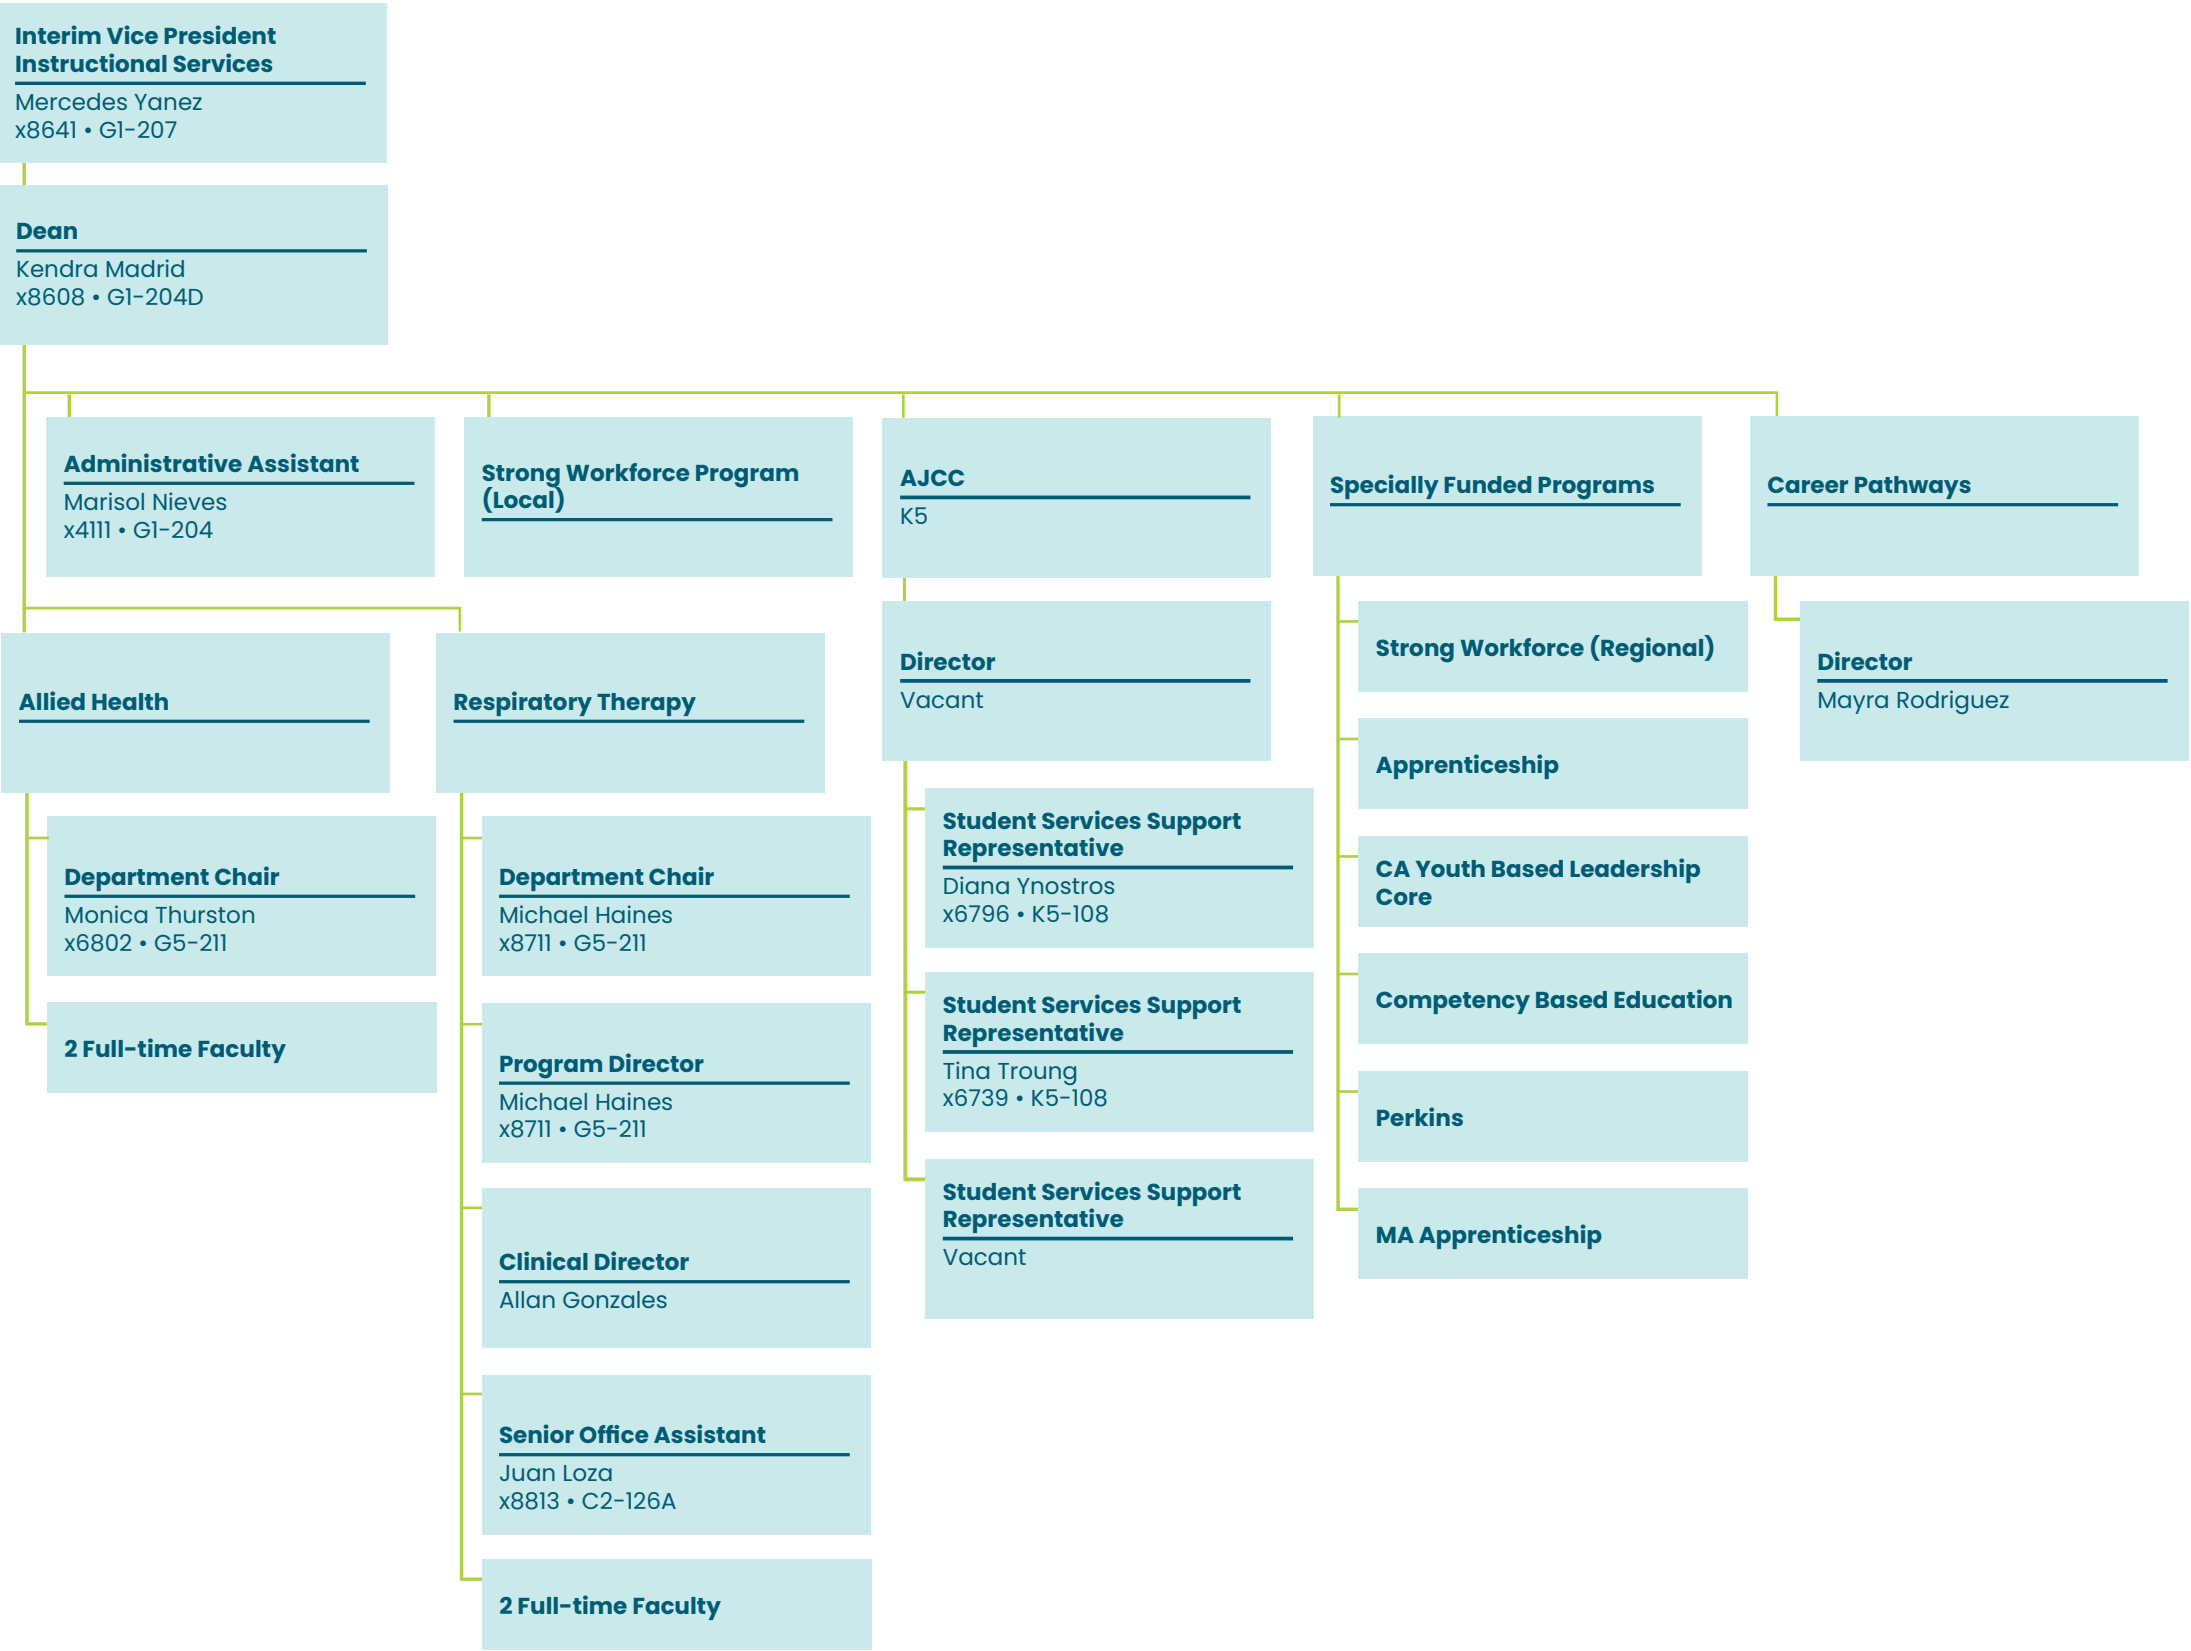 Interim Vice President
Instructional Services
Mercedes Yanez
x8641 • G1-207
Dean
Kendra Madrid
x8608 • G1-204D
Administrative Assistant
Marisol Nieves
x4111 • G1-204
Strong Workforce Program
(Local)
AJCC
K5
Specially Funded Programs
Career Pathways
Allied Health
Department Chair
Monica Thurston
x6802 • G5-211
2 Full-time Faculty
Respiratory Therapy
Department Chair
Michael Haines
x8711 • G5-211
Program Director
Michael Haines
x8711 • G5-211
Clinical Director
Allan Gonzales
Senior Office Assistant
Juan Loza
x8813 • C2-126A
2 Full-time Faculty
Director
Vacant
Student Services Support
Representative
Diana Ynostros
x6796 • K5-108
Student Services Support
Representative
Tina Troung
x6739 • K5-108
Student Services Support
Representative
Vacant
Strong Workforce (Regional)
Apprenticeship
CA Youth Based Leadership
Core
Competency Based Education
Perkins
MA Apprenticeship
Director
Mayra Rodriguez